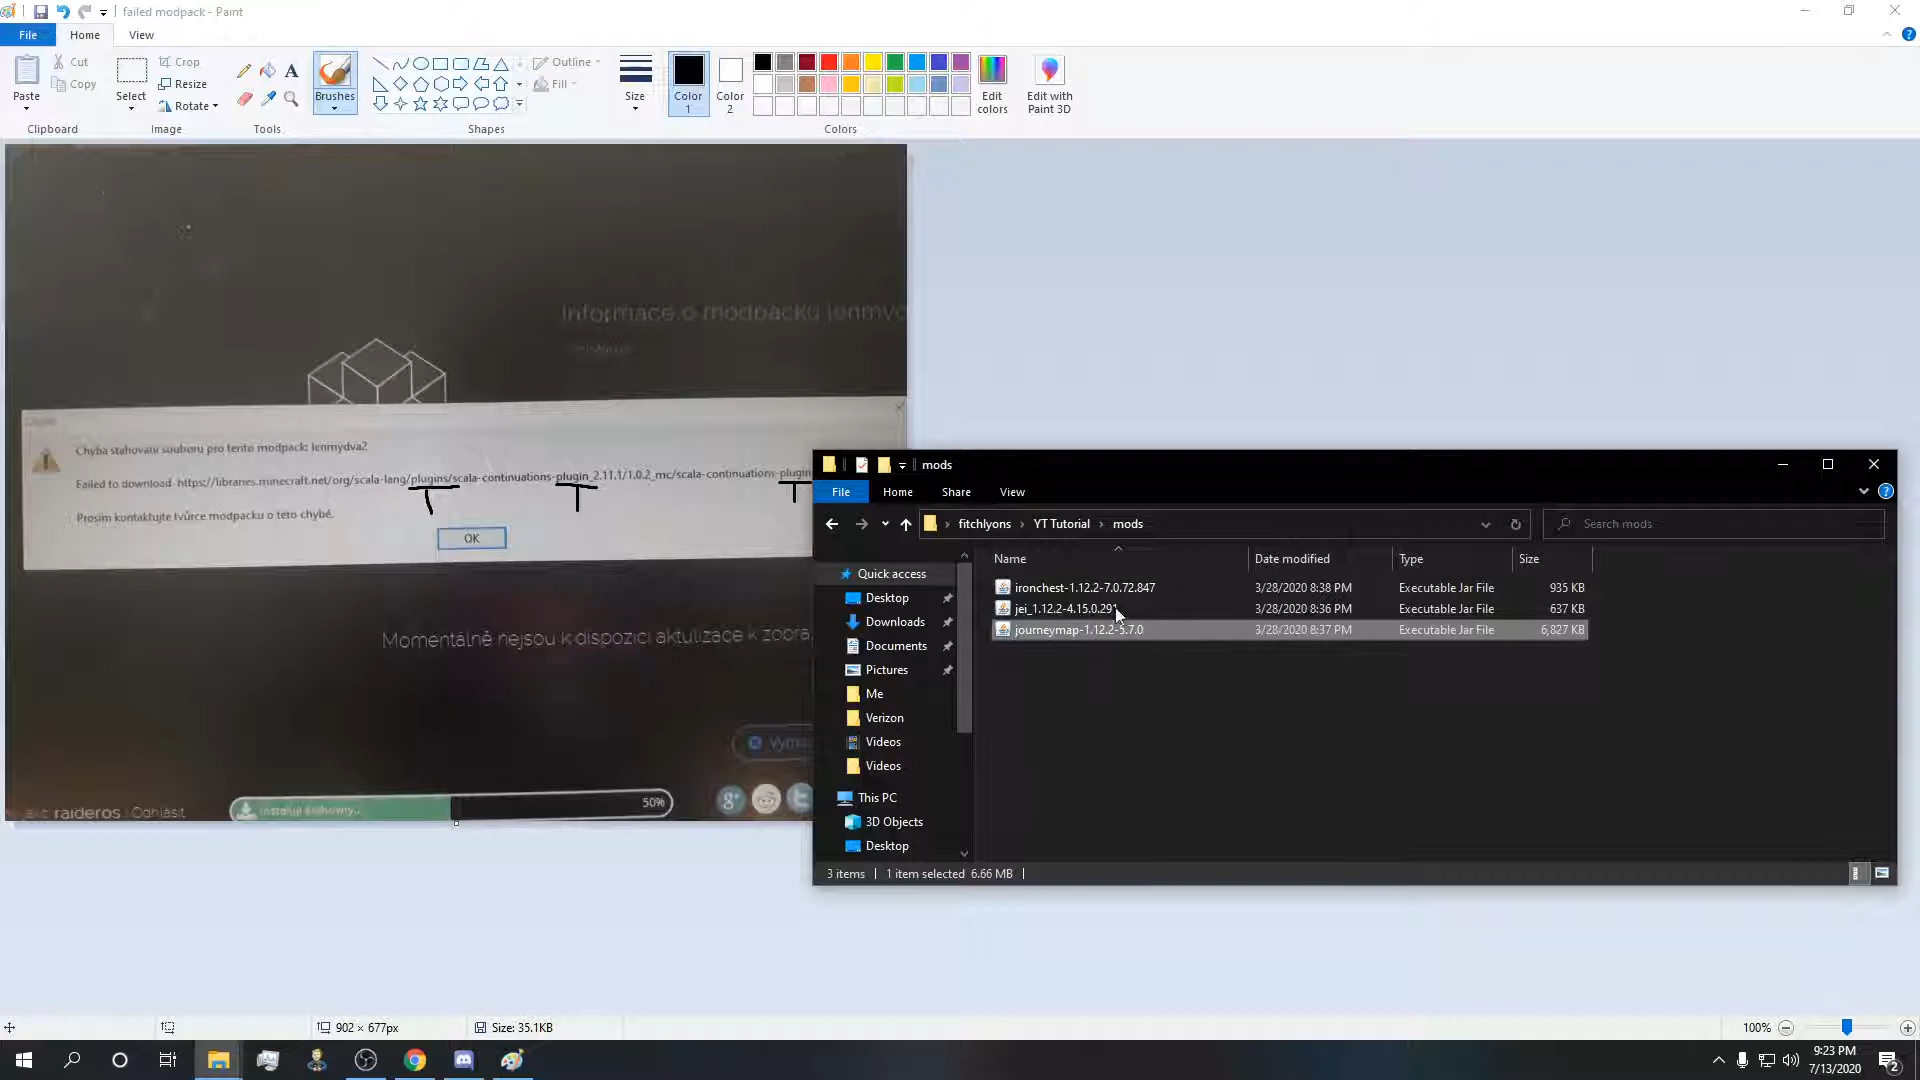 failed modpack - Paint
File
Home
View
Paste
Cut
Copy
Clipboard
Select
Crop
Resize
Rotate
Image
A
Tools
Brushes
Outline
Fill
Shapes
Size
Color 1
Color 2
Edit colors
Edit with Paint 3D
Colors
Informace o modpacku lenmydv
Chyba stahovani souboru pro tento modpack: lenmydva2
Failed to download https://libraries.minecraft.net/org/scala-lang/plugins/scala-continuations-plugin_2.11.1/1.0.2_mc/scala-continuations-plugin
Prosím kontaktujte tvůrce modpacku o této chybě.
OK
Momentálně nejsou k dispozici aktulizace k zobra
Vym
raideros
Odhlásit
Instaluji knihovny...
50%
mods
File
Home
Share
View
fitchlyons
YT Tutorial
mods
Search mods
Name
Date modified
Type
Size
ironchest-1.12.2-7.0.72.847
3/28/2020 8:38 PM
Executable Jar File
935 KB
jei_1.12.2-4.15.0.291
3/28/2020 8:36 PM
Executable Jar File
637 KB
journeymap-1.12.2-5.7.0
3/28/2020 8:37 PM
Executable Jar File
6,827 KB
Quick access
Desktop
Downloads
Documents
Pictures
Me
Verizon
Videos
Videos
This PC
3D Objects
Desktop
3 items
1 item selected 6.66 MB
902 × 677px
Size: 35.1KB
100%
9:23 PM
7/13/2020
2